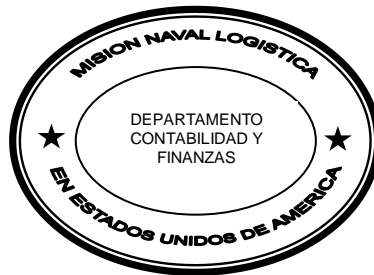 MISION NAVAL LOGISTICA
DEPARTAMENTO
CONTABILIDAD Y
FINANZAS
EN ESTADOS UNIDOS DE AMERICA